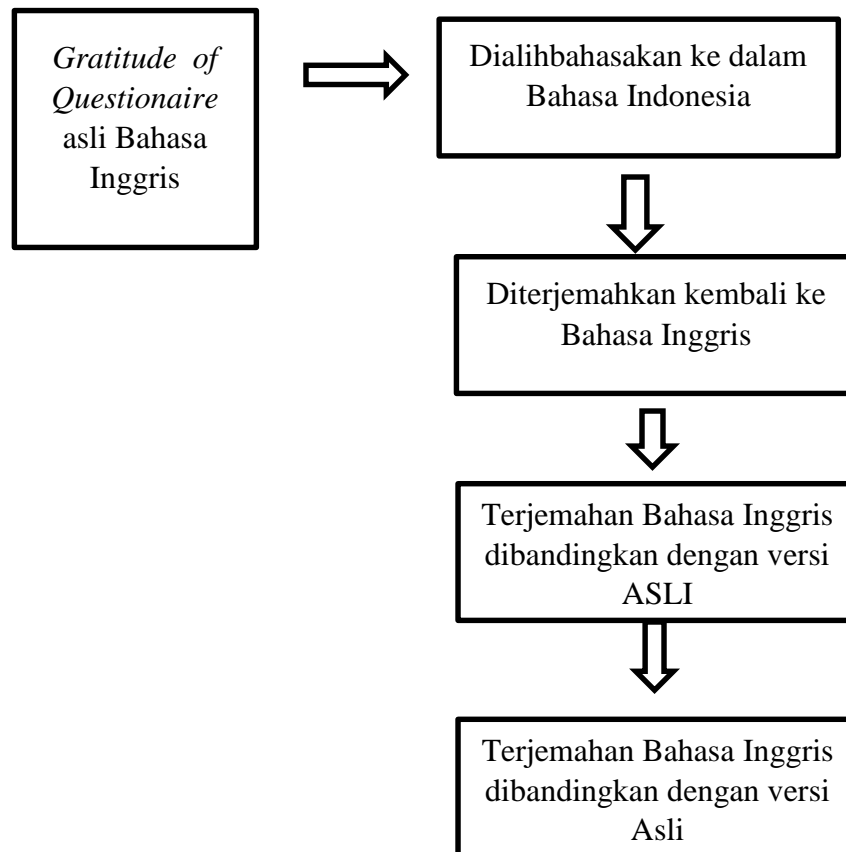 Gratitude of
Questionaire
asli Bahasa
Inggris
Dialihbahasakan ke dalam
Bahasa Indonesia
Diterjemahkan kembali ke
Bahasa Inggris
Terjemahan Bahasa Inggris
dibandingkan dengan versi
ASLI
Terjemahan Bahasa Inggris
dibandingkan dengan versi
Asli